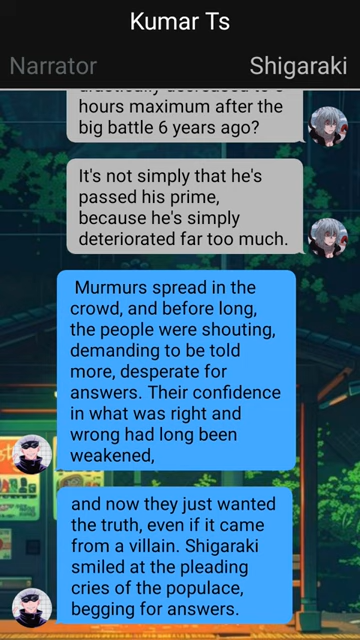 Kumar Ts
Narrator
Shigaraki
hours maximum after the
big battle 6 years ago?
It's not simply that he's
passed his prime,
because he's simply
deteriorated far too much.
Murmurs spread in the
crowd, and before long,
the people were shouting,
demanding to be told
more, desperate for
answers. Their confidence
in what was right and
wrong had long been
weakened,
and now they just wanted
the truth, even if it came
from a villain. Shigaraki
smiled at the pleading
cries of the populace,
begging for answers.